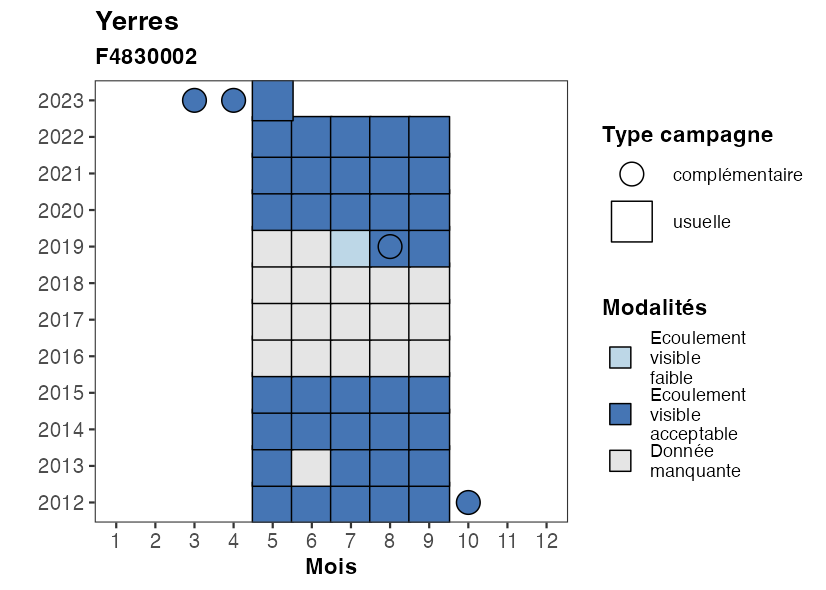 Yerres
F4830002
2023
2022
2021
2020
2019
2018
2017
2016
2015
2014
2013
2012
1 2 3 4 5 6 7 8 9 10 11 12
Mois
Type campagne
complémentaire
usuelle
Modalités
Ecoulement
visible
faible
Ecoulement
visible
acceptable
Donnée
manquante